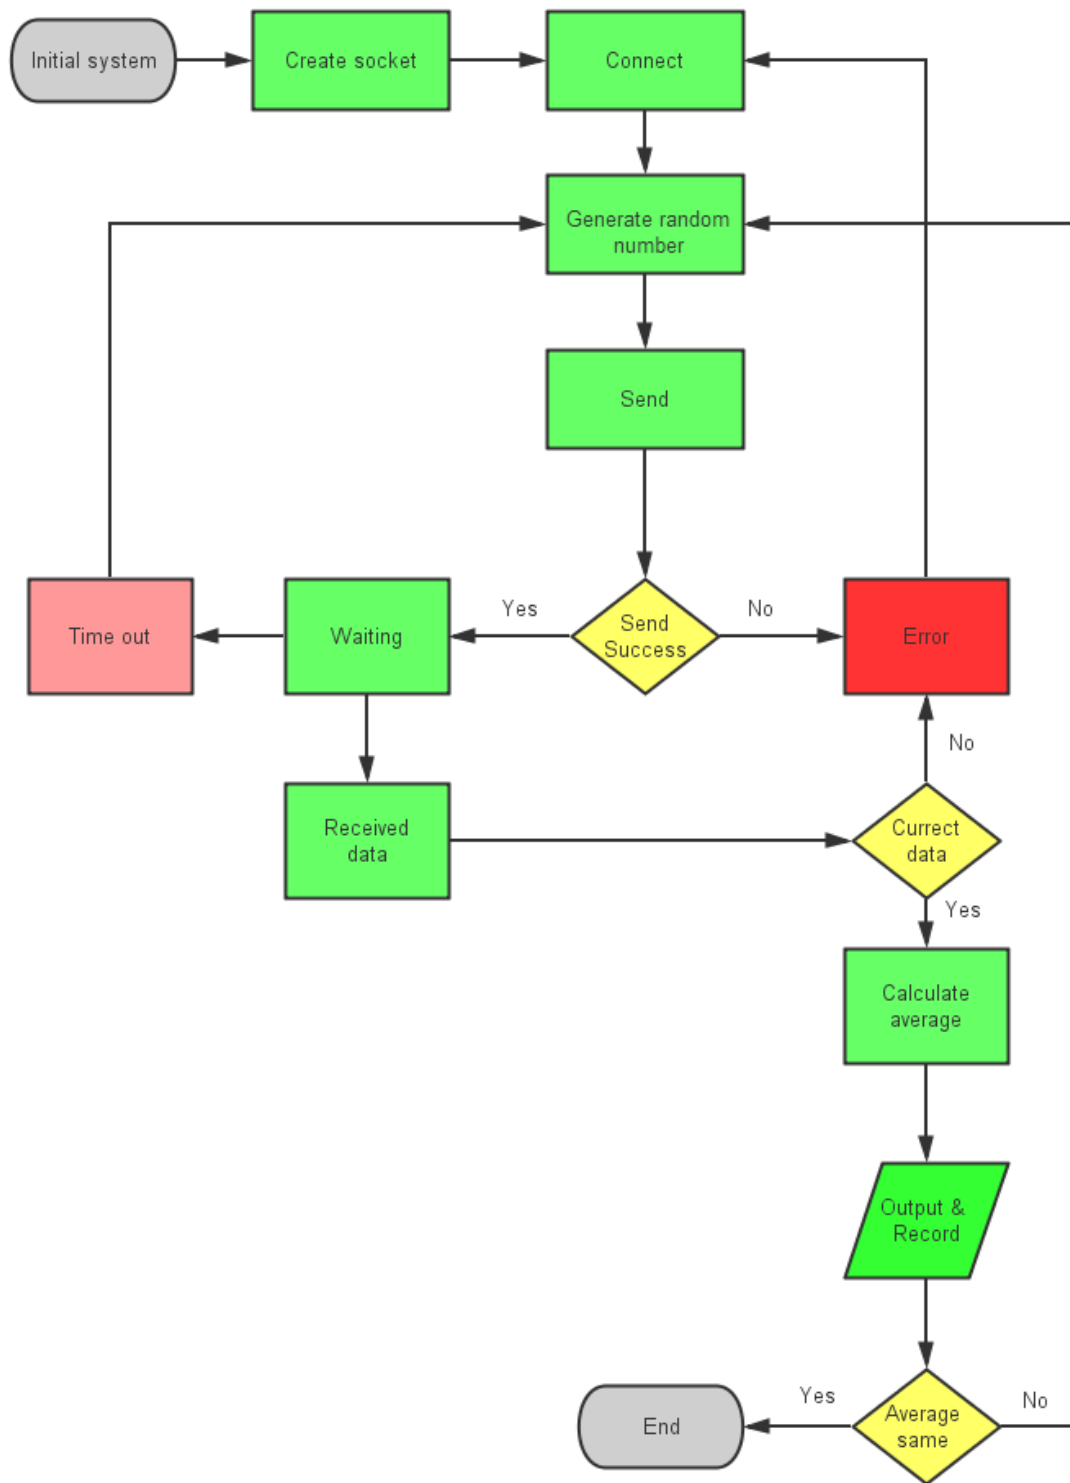 Initial system
Create socket
Connect
Generate random
number
Send
Time out
Waiting
Yes
Send
Success
No
Error
No
Received
data
Currect
data
Yes
Calculate
average
Output &
Record
End
Yes
Average
same
No